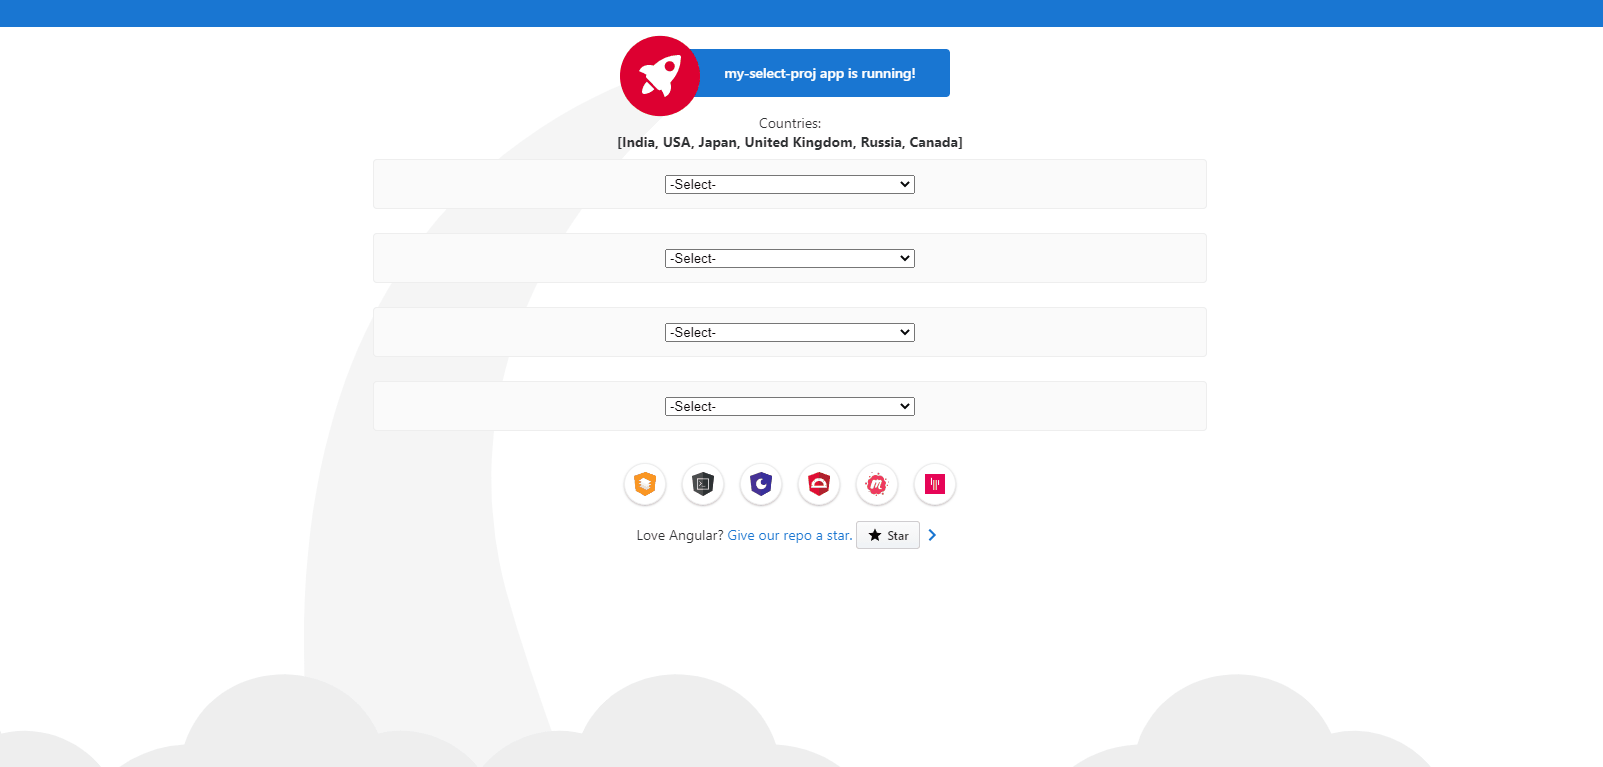 my-select-proj app is running!
Countries:
[India, USA, Japan, United Kingdom, Russia, Canada]
-Select-
-Select-
-Select-
-Select-
Love Angular? Give our repo a star. Star